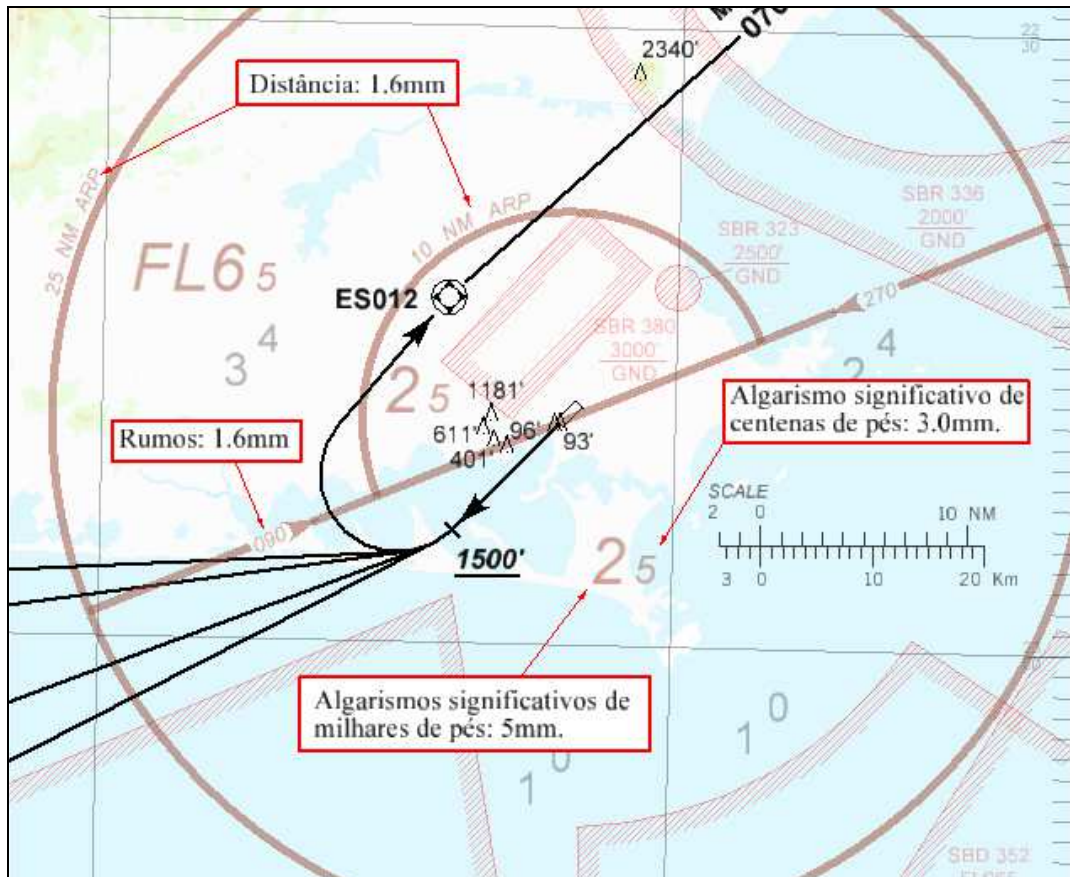 070
2340'
22
30
Distância: 1.6mm
25 NM ARP
10 NM ARP
SBR 336
2000'
GND
SBR 323
2500'
GND
FL65
ES012
270
SBR 380
3000'
GND
34
25
24
1181'
611'
96'
401'
93'
Algarismo significativo de
centenas de pés: 3.0mm.
Rumos: 1.6mm
SCALE
2 0 10 NM
3 0 10 20 Km
090
1500'
25
Algarismos significativos de
milhares de pés: 5mm.
10
10
SBD 352